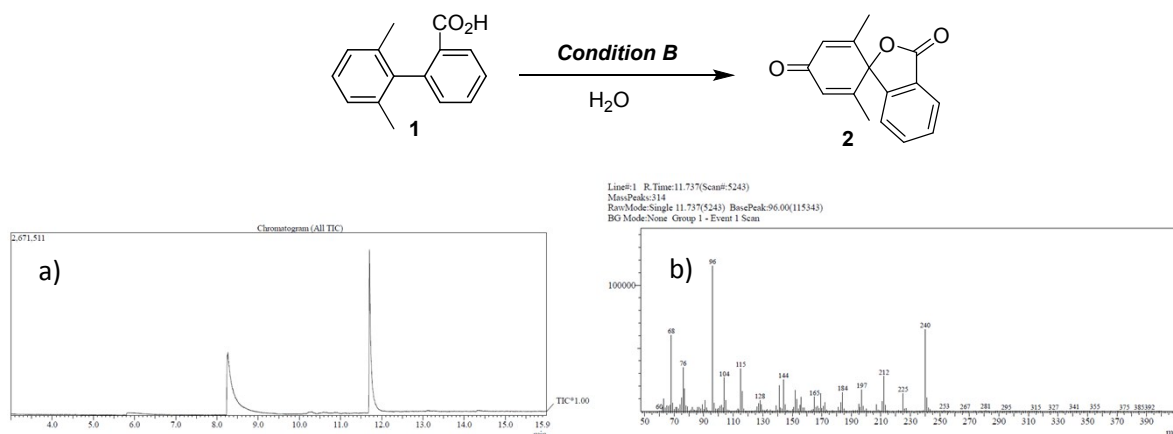 CO2H
Condition B
H2O
1
O
O
O
2
Line#:1 R.Time:11.737(Scan#:5243)
MassPeaks:314
RawMode:Single 11.737(5243) BasePeak:96.00(115343)
BG Mode:None Group 1 - Event 1 Scan
Chromatogram (All TIC)
2,671,511
a)
TIC*1.00
4.0 5.0 6.0 7.0 8.0 9.0 10.0 11.0 12.0 13.0 14.0 15.9
min
b)
100000
96
68
76
104
115
128
144
165
184
197
212
225
240
60
253 267 281 295 315 327 341 355 375 385 392
50 70 90 110 130 150 170 190 210 230 250 270 290 310 330 350 370 390